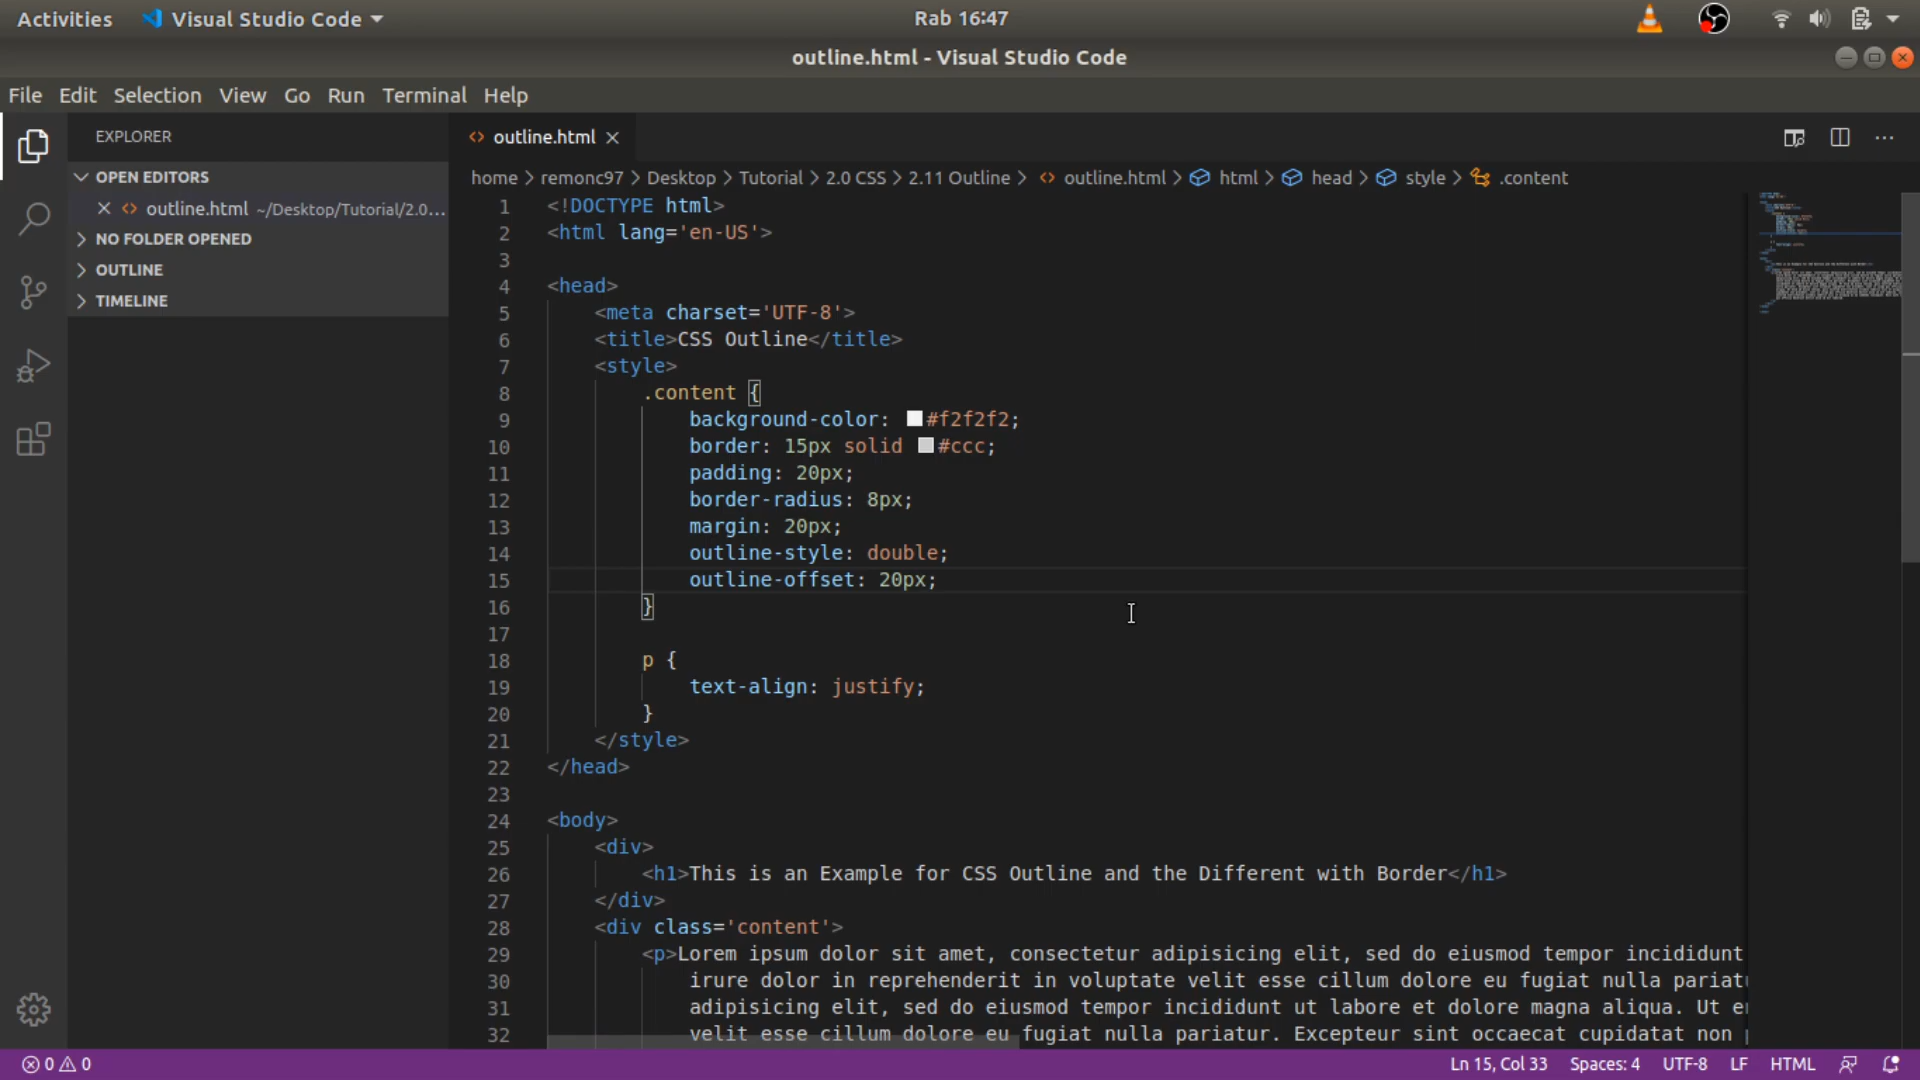 Activities Visual Studio Code Rab 16:47
outline.html - Visual Studio Code
File Edit Selection View Go Run Terminal Help
EXPLORER
OPEN EDITORS
outline.html ~/Desktop/Tutorial/2.0...
NO FOLDER OPENED
OUTLINE
TIMELINE
outline.html
home > remonc97 > Desktop > Tutorial > 2.0 CSS > 2.11 Outline > outline.html > html > head > style > .content
1 <!DOCTYPE html>
2 <html lang='en-US'>
3
4 <head>
5 <meta charset='UTF-8'>
6 <title>CSS Outline</title>
7 <style>
8 .content {
9 background-color: #f2f2f2;
10 border: 15px solid #ccc;
11 padding: 20px;
12 border-radius: 8px;
13 margin: 20px;
14 outline-style: double;
15 outline-offset: 20px;
16 }
17
18 p {
19 text-align: justify;
20 }
21 </style>
22 </head>
23
24 <body>
25 <div>
26 <h1>This is an Example for CSS Outline and the Different with Border</h1>
27 </div>
28 <div class='content'>
29 <p>Lorem ipsum dolor sit amet, consectetur adipisicing elit, sed do eiusmod tempor incididunt
30 irure dolor in reprehenderit in voluptate velit esse cillum dolore eu fugiat nulla pariat
31 adipisicing elit, sed do eiusmod tempor incididunt ut labore et dolore magna aliqua. Ut e
32 velit esse cillum dolore eu fugiat nulla pariatur. Excepteur sint occaecat cupidatat non p
0 0 Ln 15, Col 33 Spaces: 4 UTF-8 LF HTML